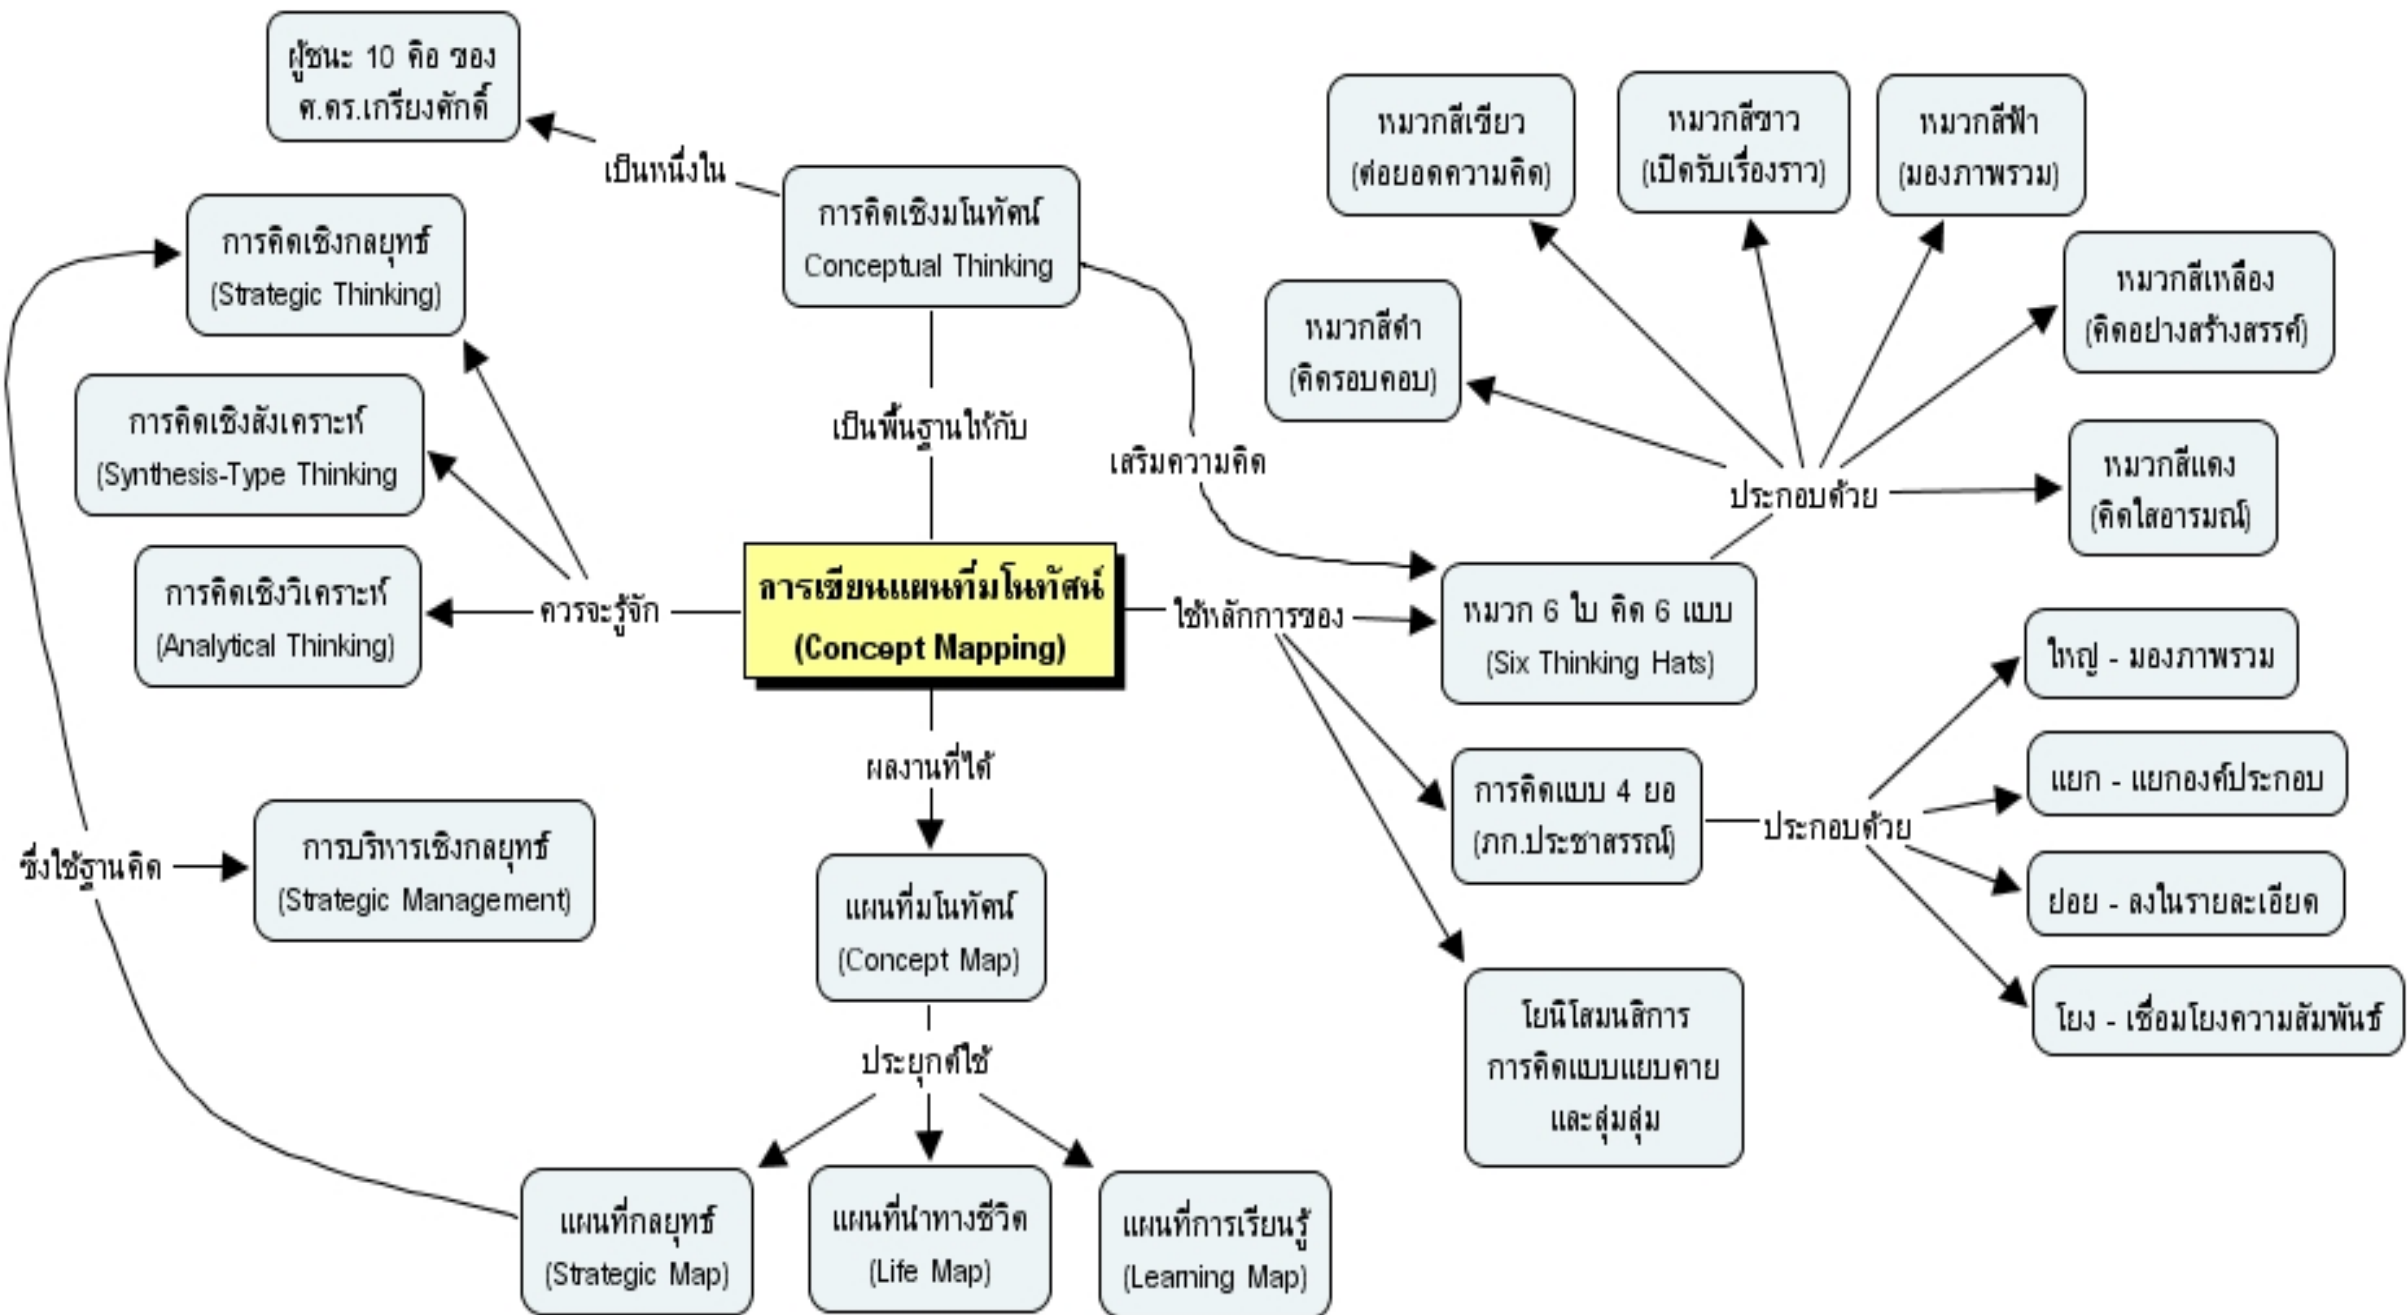 ผู้ชนะ 10 คิด ของ
ศ.ดร.เกรียงศักดิ์
เป็นหนึ่งใน
การคิดเชิงมโนทัศน์
Conceptual Thinking
การคิดเชิงกลยุทธ์
(Strategic Thinking)
การคิดเชิงสังเคราะห์
(Synthesis-Type Thinking
การคิดเชิงวิเคราะห์
(Analytical Thinking)
ควรจะรู้จัก
เป็นพื้นฐานให้กับ
เสริมความคิด
การเขียนแผนที่มโนทัศน์
(Concept Mapping)
ใช้หลักการของ
หมวกสีเขียว
(ต่อยอดความคิด)
หมวกสีขาว
(เปิดรับเรื่องราว)
หมวกสีฟ้า
(มองภาพรวม)
หมวกสีเหลือง
(คิดอย่างสร้างสรรค์)
หมวกสีดำ
(คิดรอบคอบ)
หมวกสีแดง
(คิดใสอารมณ์)
ประกอบด้วย
หมวก 6 ใบ คิด 6 แบบ
(Six Thinking Hats)
การคิดแบบ 4 ยอ
(ภก.ประชาสรรณ์)
ประกอบด้วย
ใหญ่ - มองภาพรวม
แยก - แยกองค์ประกอบ
ย่อย - ลงในรายละเอียด
โยง - เชื่อมโยงความสัมพันธ์
โยนิโสมนสิการ
การคิดแบบแยบคาย
และสุ่มสุ่ม
ผลงานที่ได้
แผนที่มโนทัศน์
(Concept Map)
ประยุกต์ใช้
แผนที่กลยุทธ์
(Strategic Map)
แผนที่นำทางชีวิต
(Life Map)
แผนที่การเรียนรู้
(Learning Map)
ซึ่งใช้ฐานคิด
การบริหารเชิงกลยุทธ์
(Strategic Management)